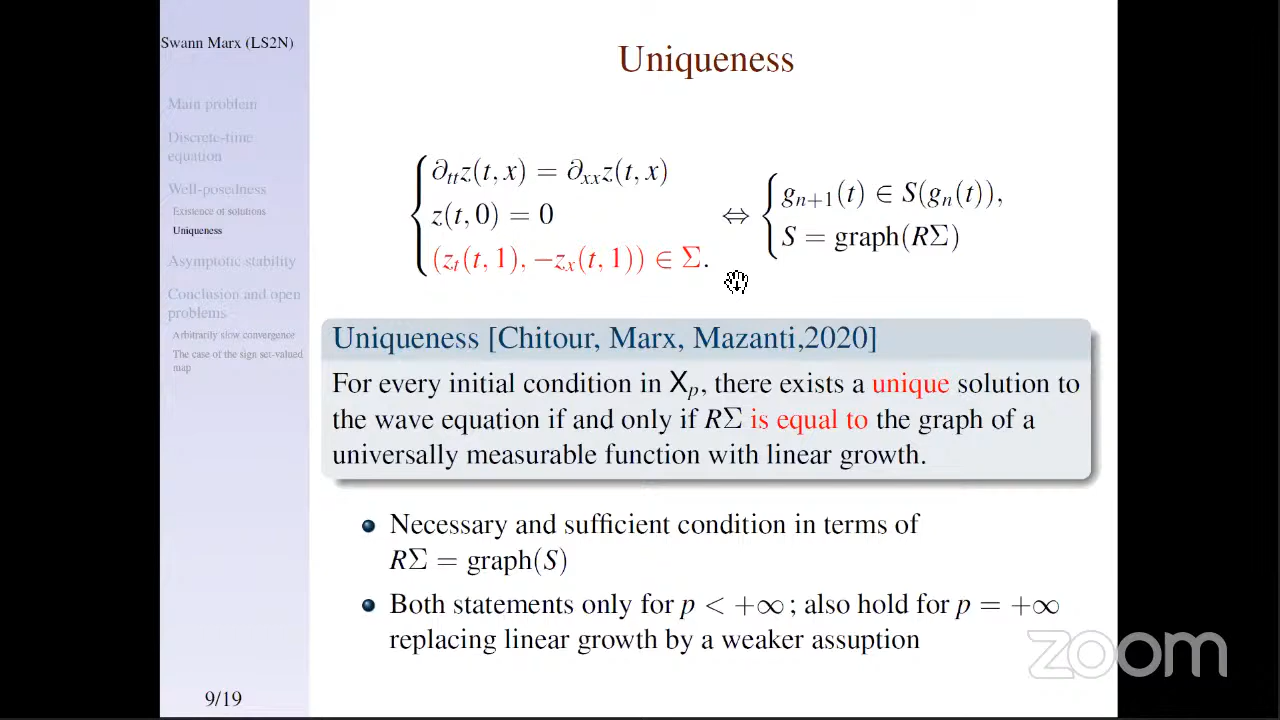 Swann Marx (LS2N)
Main problem
Discrete-time
equation
Well-posedness
Existence of solutions
Uniqueness
Asymptotic stability
Conclusion and open
problems
Arbitrarily slow convergence
The case of the sign set-valued
map
9/19
Uniqueness
∂ttz(t, x) = ∂xxz(t, x)
z(t, 0) = 0
(zt(t, 1), −zx(t, 1)) ∈ Σ.
⇔
gn+1(t) ∈ S(gn(t)),
S = graph(RΣ)
Uniqueness [Chitour, Marx, Mazanti,2020]
For every initial condition in Xp, there exists a unique solution to
the wave equation if and only if RΣ is equal to the graph of a
universally measurable function with linear growth.
Necessary and sufficient condition in terms of
RΣ = graph(S)
Both statements only for p < +∞ ; also hold for p = +∞
replacing linear growth by a weaker assuption
zoom